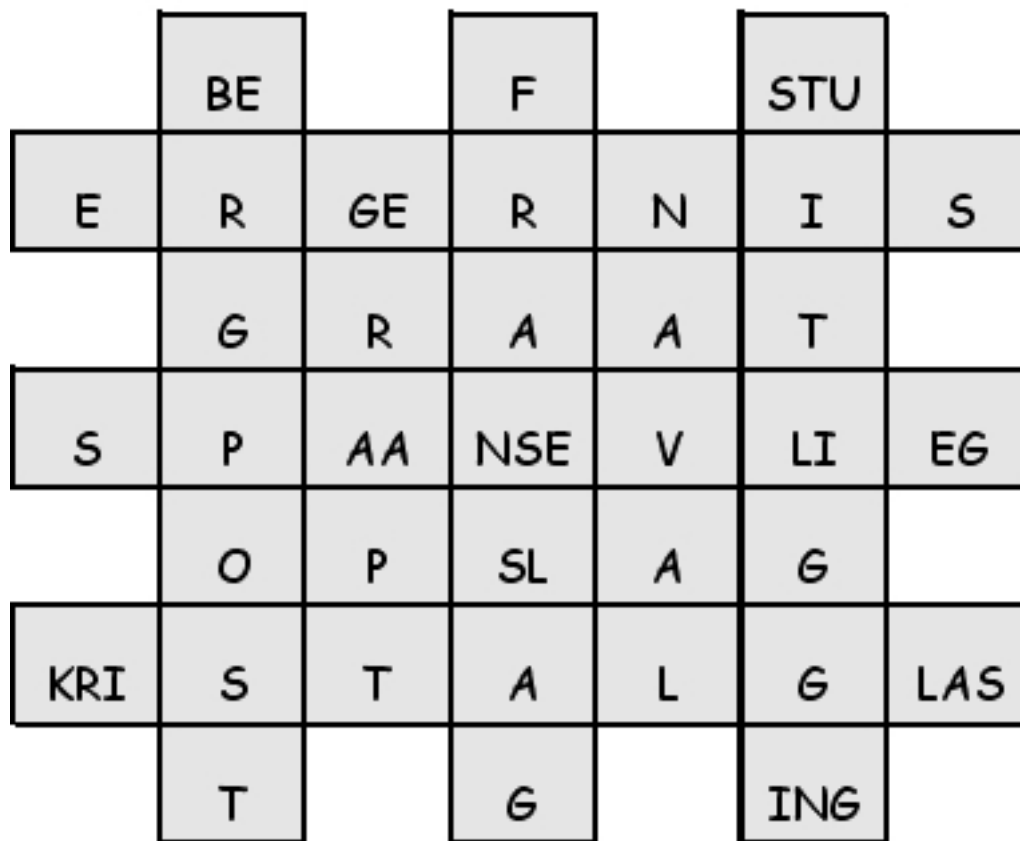 BE F STU
E R GE R N I S
G R A A T
S P AA NSE V LI EG
O P SL A G
KRI S T A L G LAS
T G ING